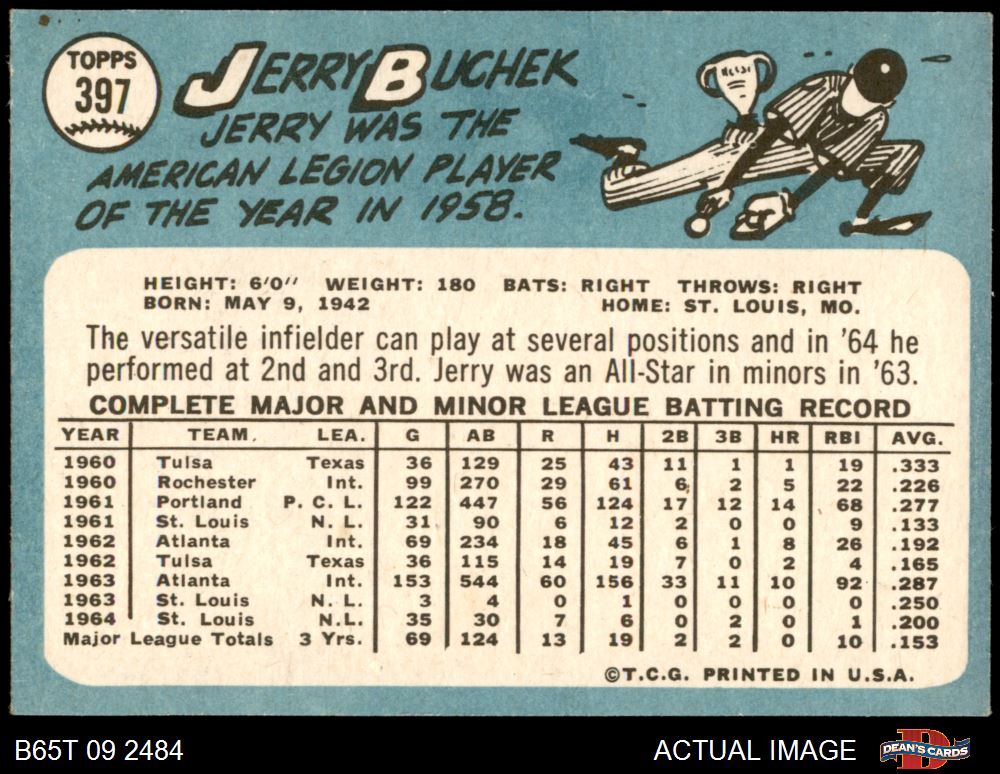 TOPPS
397
JERRY BUCHEK
JERRY WAS THE
AMERICAN LEGION PLAYER
OF THE YEAR IN 1958.
HEIGHT: 6'0" WEIGHT: 180 BATS: RIGHT THROWS: RIGHT
BORN: MAY 9, 1942 HOME: ST. LOUIS, MO.
The versatile infielder can play at several positions and in '64 he
performed at 2nd and 3rd. Jerry was an All-Star in minors in '63.
COMPLETE MAJOR AND MINOR LEAGUE BATTING RECORD
YEAR TEAM. LEA. G AB R H 2B 3B HR RBI AVG.
1960 Tulsa Texas 36 129 25 43 11 1 1 19 .333
1960 Rochester Int. 99 270 29 61 6 2 5 22 .226
1961 Portland P. C. L. 122 447 56 124 17 12 14 68 .277
1961 St. Louis N. L. 31 90 6 12 2 0 0 9 .133
1962 Atlanta Int. 69 234 18 45 6 1 8 26 .192
1962 Tulsa Texas 36 115 14 19 7 0 2 4 .165
1963 Atlanta Int. 153 544 60 156 33 11 10 92 .287
1963 St. Louis N. L. 3 4 0 1 0 0 0 0 .250
1964 St. Louis N.L. 35 30 7 6 0 2 0 1 .200
Major League Totals 3 Yrs. 69 124 13 19 2 2 0 10 .153
©T.C.G. PRINTED IN U.S.A.
B65T 09 2484 ACTUAL IMAGE
DEAN'S CARDS